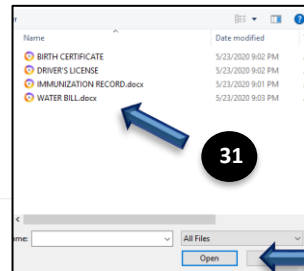 Name Date modified
BIRTH CERTIFICATE 5/23/2020 9:02 PM
DRIVER'S LICENSE 5/23/2020 9:02 PM
IMMUNIZATION RECORD.docx 5/23/2020 9:01 PM
WATER BILL.docx 5/23/2020 9:03 PM
31
me: All Files
Open